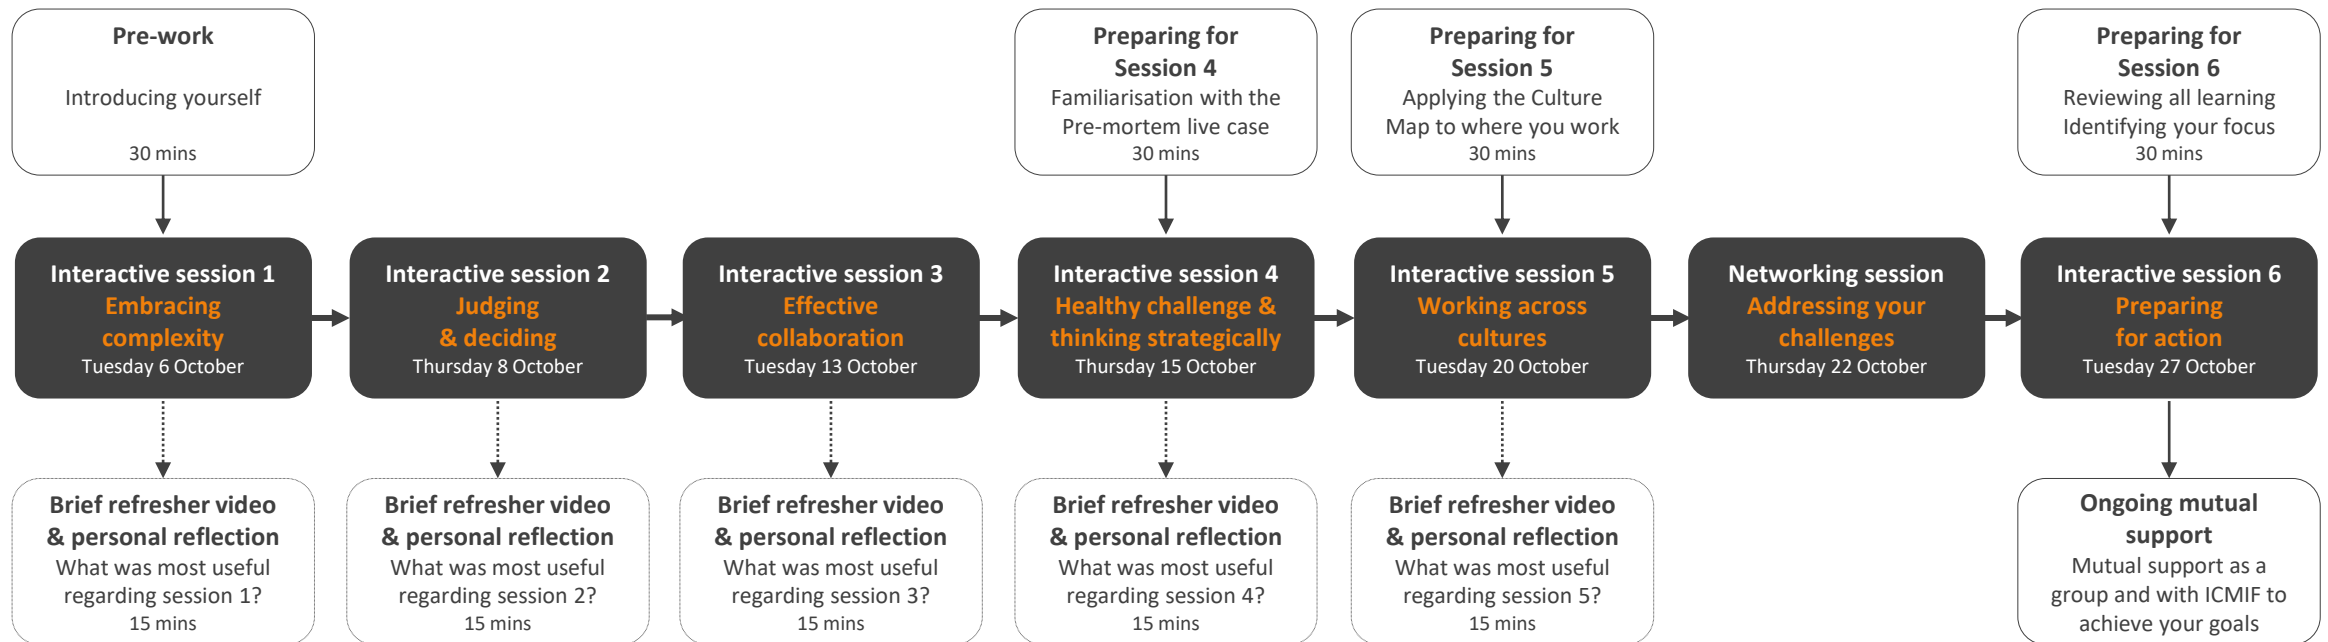 Pre-work
Introducing yourself
30 mins
Preparing for
Session 4
Familiarisation with the
Pre-mortem live case
30 mins
Preparing for
Session 5
Applying the Culture
Map to where you work
30 mins
Preparing for
Session 6
Reviewing all learning
Identifying your focus
30 mins
Interactive session 1
Embracing
complexity
Tuesday 6 October
Interactive session 2
Judging
& deciding
Thursday 8 October
Interactive session 3
Effective
collaboration
Tuesday 13 October
Interactive session 4
Healthy challenge &
thinking strategically
Thursday 15 October
Interactive session 5
Working across
cultures
Tuesday 20 October
Networking session
Addressing your
challenges
Thursday 22 October
Interactive session 6
Preparing
for action
Tuesday 27 October
Brief refresher video
& personal reflection
What was most useful
regarding session 1?
15 mins
Brief refresher video
& personal reflection
What was most useful
regarding session 2?
15 mins
Brief refresher video
& personal reflection
What was most useful
regarding session 3?
15 mins
Brief refresher video
& personal reflection
What was most useful
regarding session 4?
15 mins
Brief refresher video
& personal reflection
What was most useful
regarding session 5?
15 mins
Ongoing mutual
support
Mutual support as a
group and with ICMIF to
achieve your goals